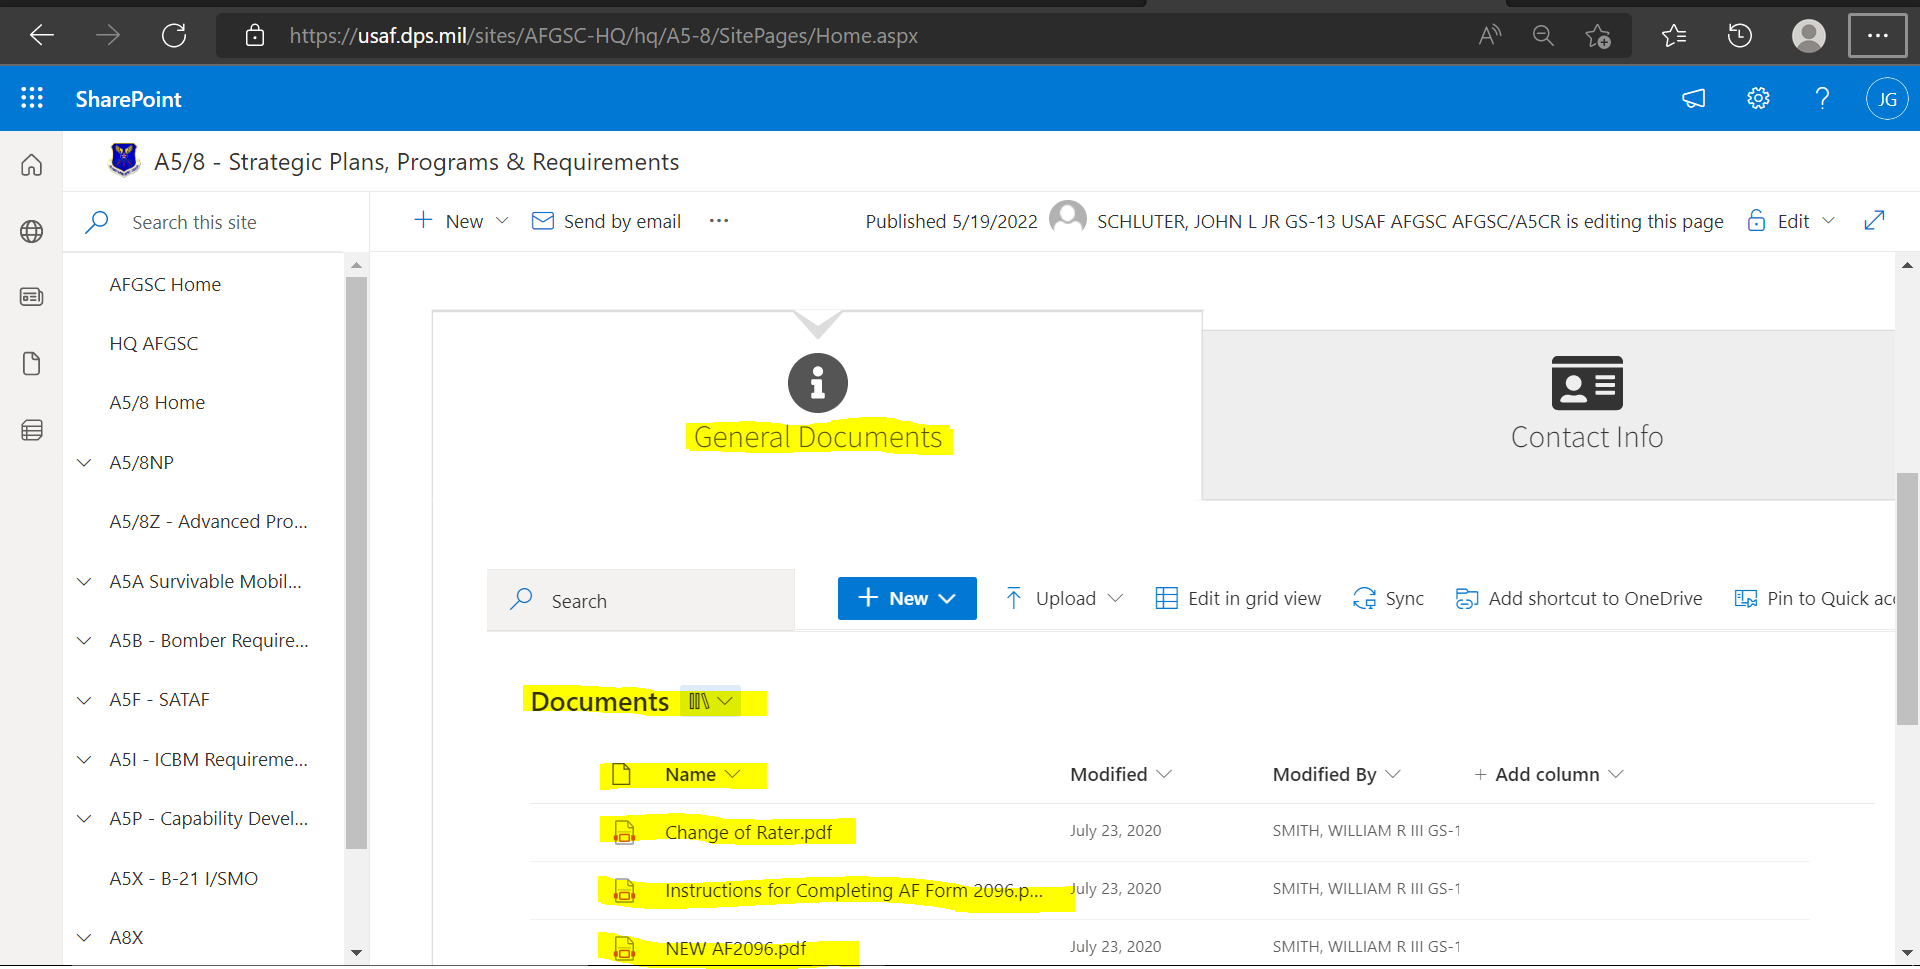 https://usaf.dps.mil/sites/AFGSC-HQ/hq/A5-8/SitePages/Home.aspx
SharePoint
JG
A5/8 - Strategic Plans, Programs & Requirements
Search this site
New
Send by email
Published 5/19/2022
SCHLUTER, JOHN L JR GS-13 USAF AFGSC AFGSC/A5CR is editing this page
Edit
AFGSC Home
HQ AFGSC
A5/8 Home
A5/8NP
A5/8Z - Advanced Pro...
A5A Survivable Mobil...
A5B - Bomber Require...
A5F - SATAF
A5I - ICBM Requireme...
A5P - Capability Devel...
A5X - B-21 I/SMO
A8X
General Documents
Contact Info
Search
New
Upload
Edit in grid view
Sync
Add shortcut to OneDrive
Pin to Quick acc
Documents
Name Modified Modified By Add column
Change of Rater.pdf July 23, 2020 SMITH, WILLIAM R III GS-1
Instructions for Completing AF Form 2096.p... July 23, 2020 SMITH, WILLIAM R III GS-1
NEW AF2096.pdf July 23, 2020 SMITH, WILLIAM R III GS-1